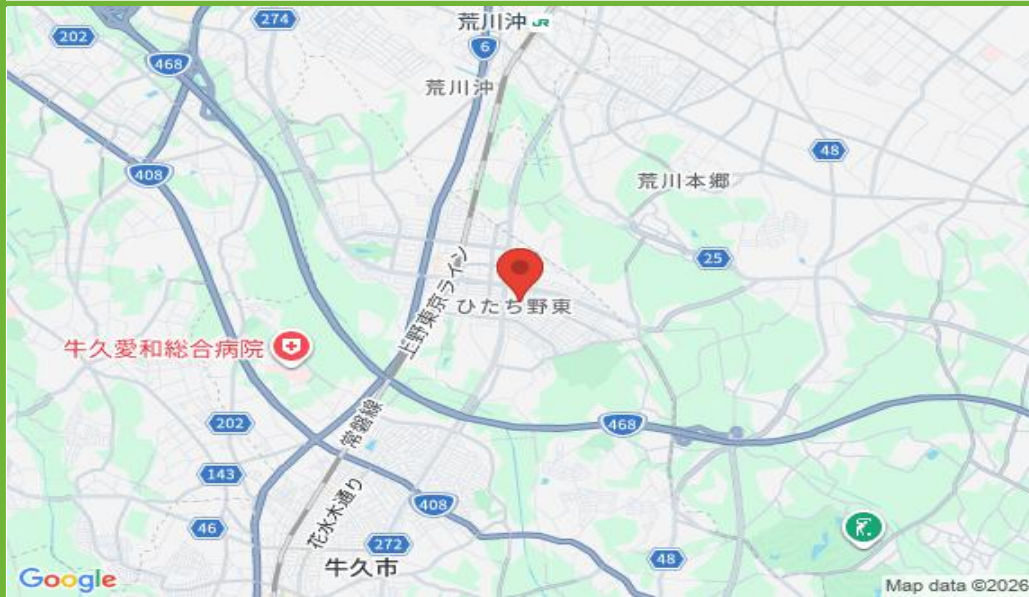 274
荒川沖 JR
202
6
468
荒川沖
48
408
荒川本郷
25
上野東京ライン
ひたち野東
牛久愛和総合病院
202
468
常磐線
143
花水木通り
408
46
272
48
牛久市
Google
Map data ©2026